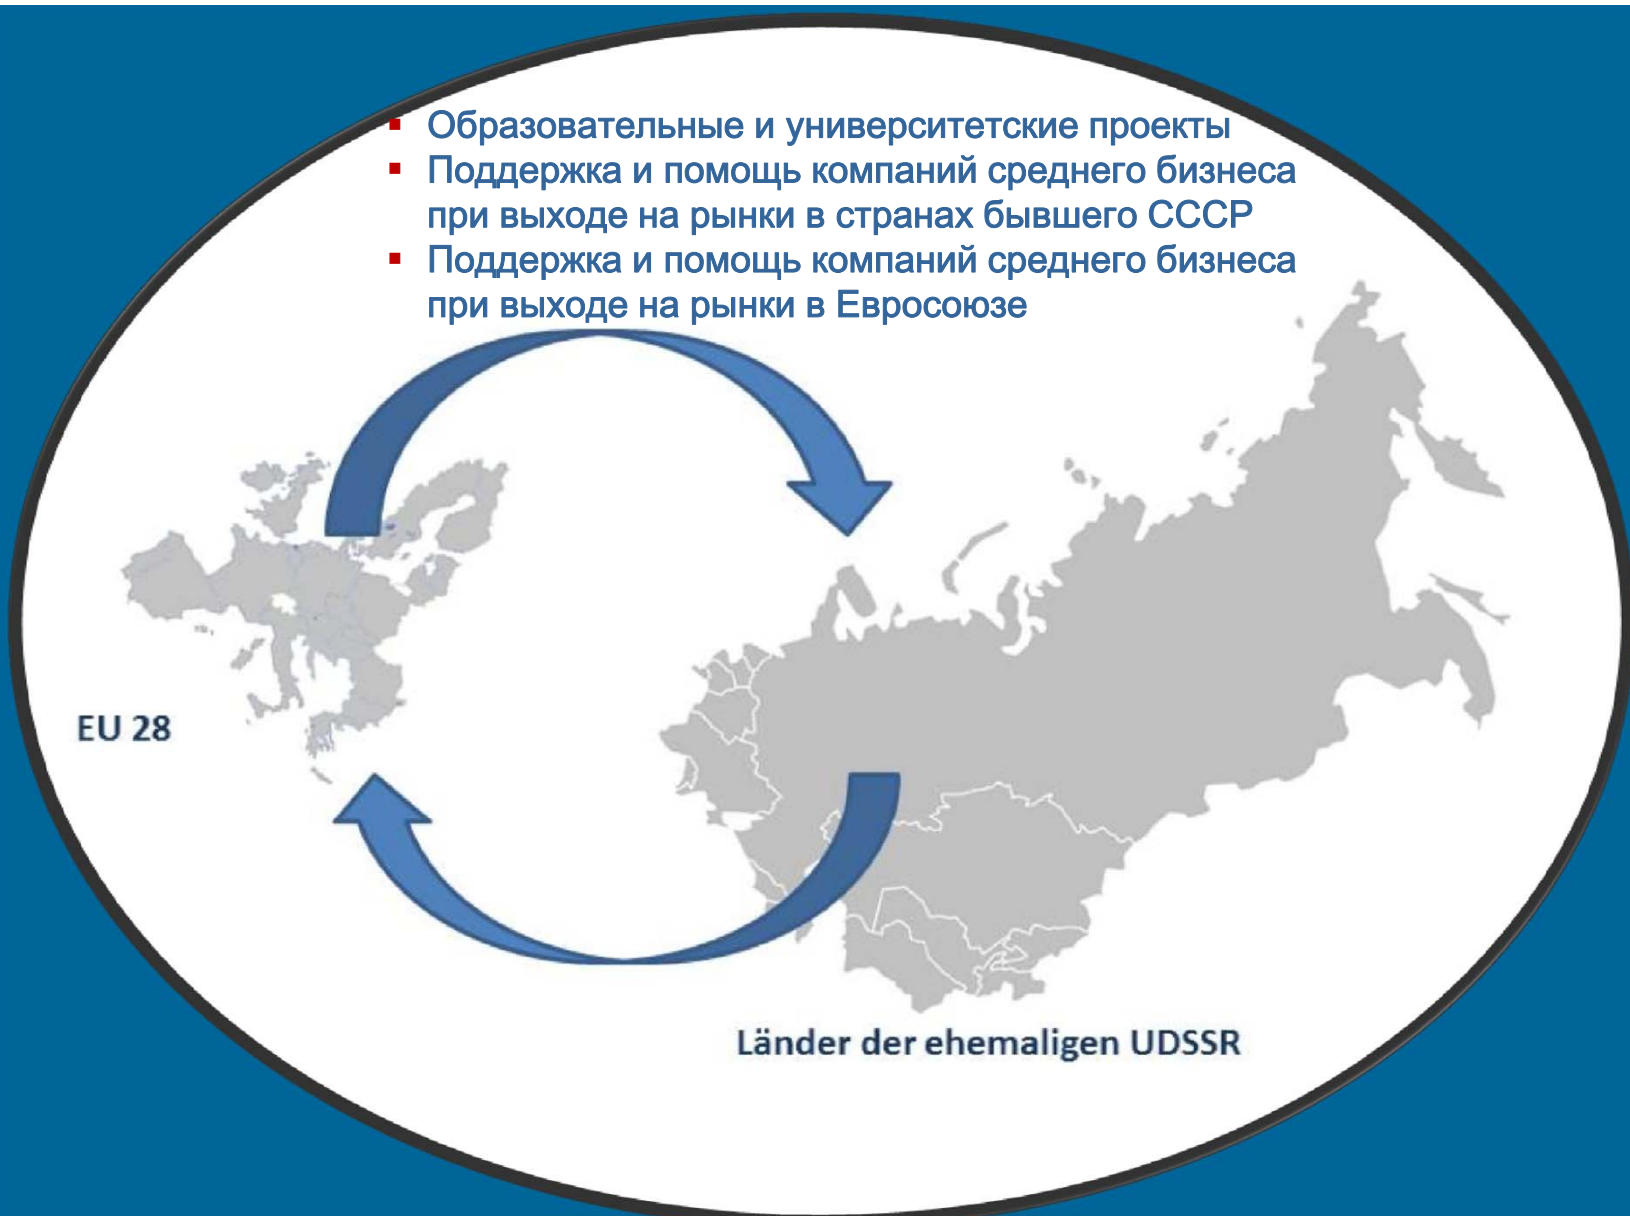 Образовательные и университетские проекты
Поддержка и помощь компаний среднего бизнеса
при выходе на рынки в странах бывшего СССР
Поддержка и помощь компаний среднего бизнеса
при выходе на рынки в Евросоюзе
EU 28
Länder der ehemaligen UDSSR